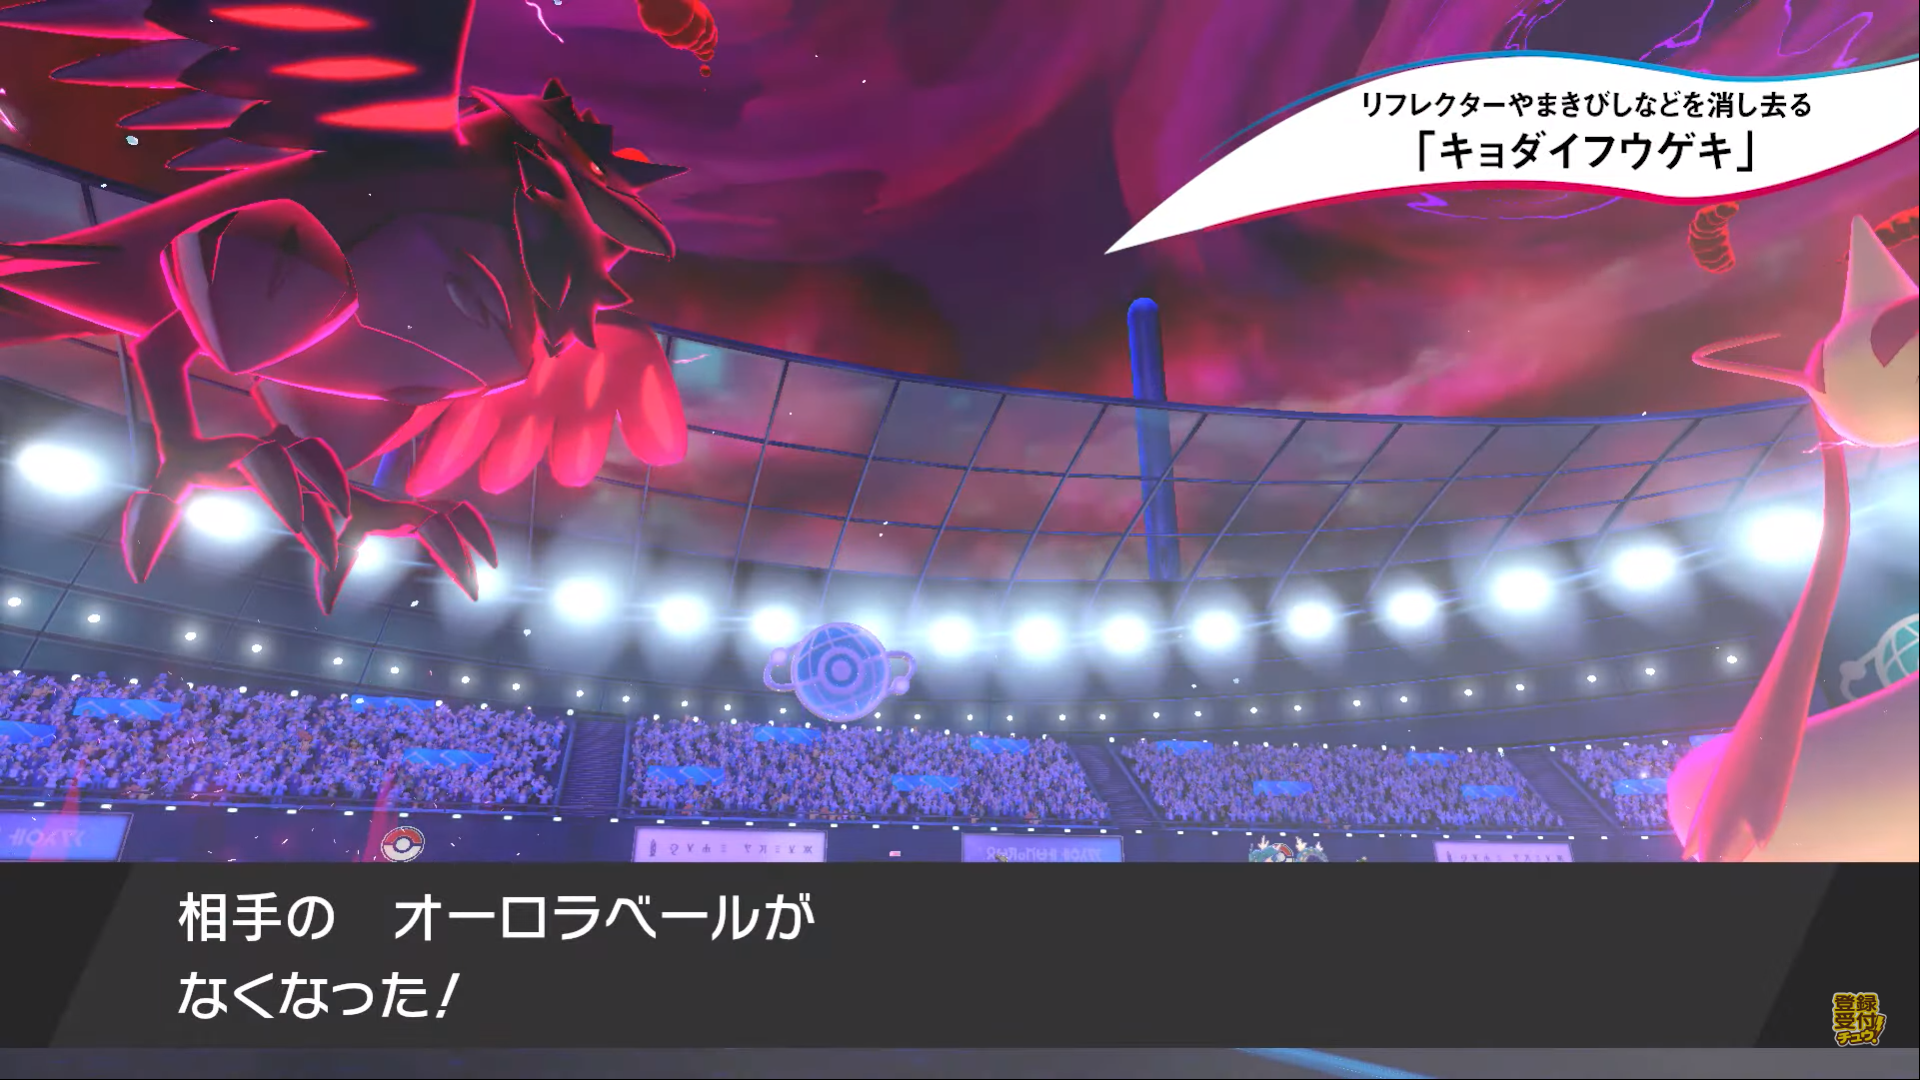 リフレクターやまきびしなどを消し去る
「キョダイフウゲキ」
相手の　オーロラベールが
なくなった!
登録
受付
チュウ!